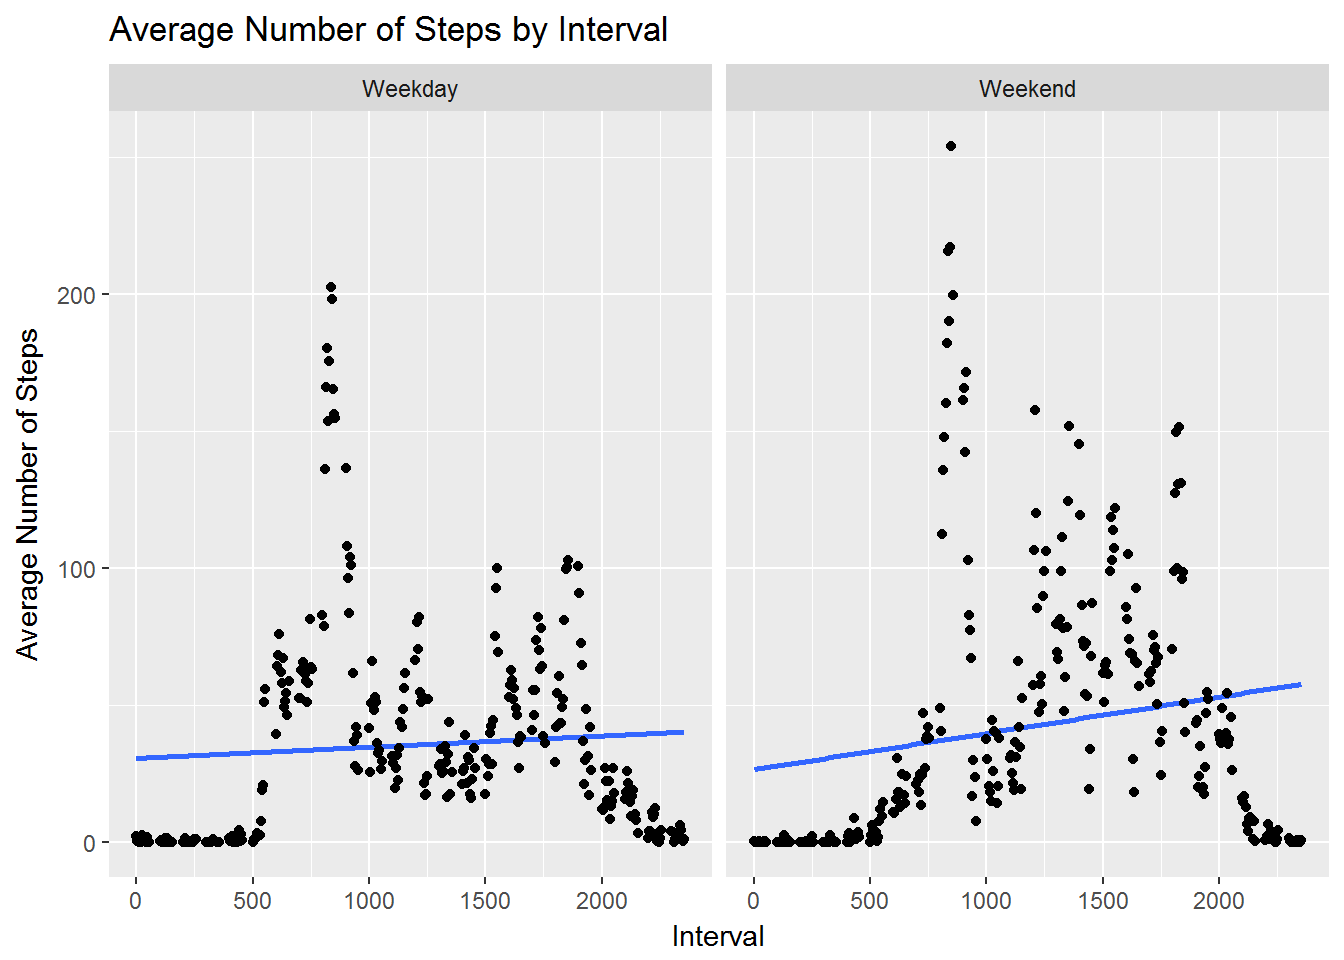 Average Number of Steps by Interval
Weekday
Weekend
Average Number of Steps
200
100
0
0 500 1000 1500 2000
0 500 1000 1500 2000
Interval